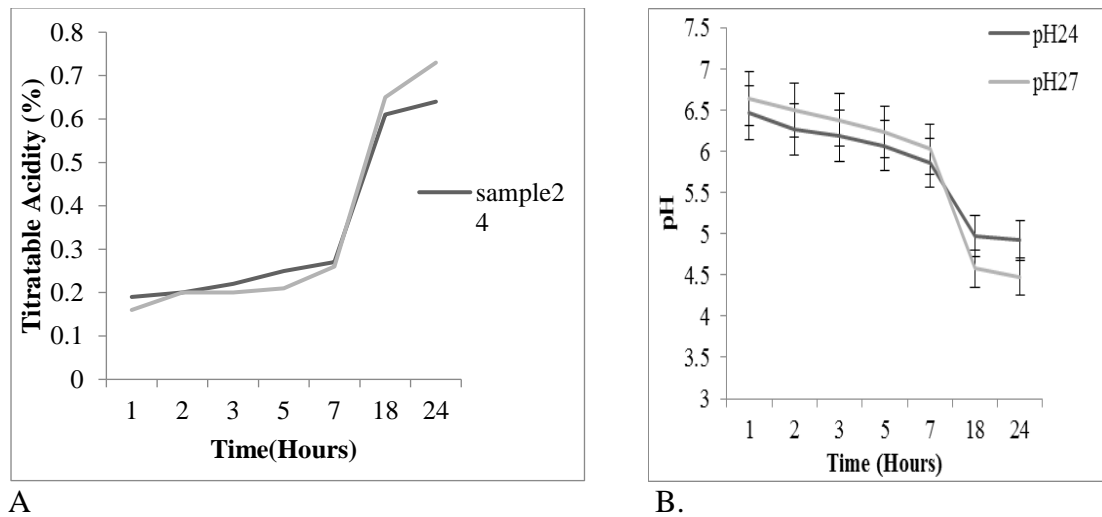 0.8
0.7
0.6
0.5
0.4
0.3
0.2
0.1
0
Titratable Acidity (%)
1 2 3 5 7 18 24
Time(Hours)
sample2
4
A
7.5
7
6.5
6
5.5
5
4.5
4
3.5
3
pH
1 2 3 5 7 18 24
Time (Hours)
pH24
pH27
B.